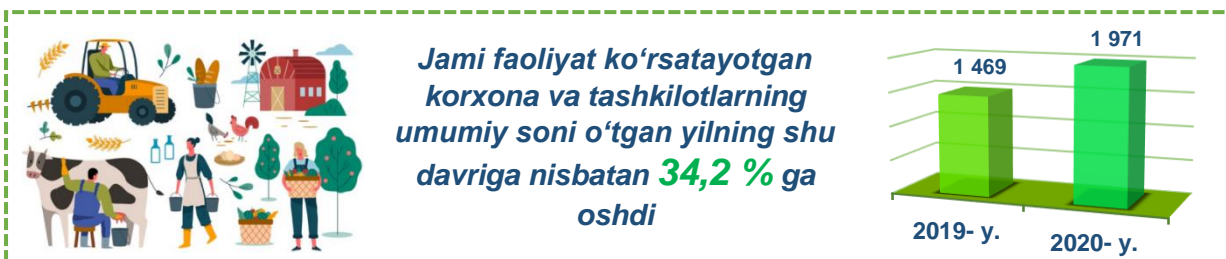 Jami faoliyat ko‘rsatayotgan
korxona va tashkilotlarning
umumiy soni o‘tgan yilning shu
davriga nisbatan 34,2 % ga
oshdi
1 469
1 971
2019- y.
2020- y.